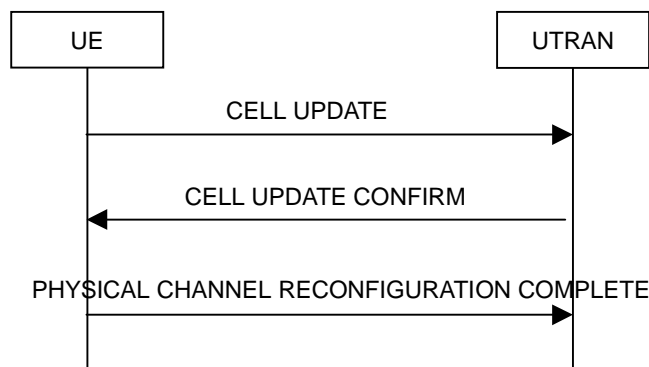 UE
UTRAN
CELL UPDATE
CELL UPDATE CONFIRM
PHYSICAL CHANNEL RECONFIGURATION COMPLETE